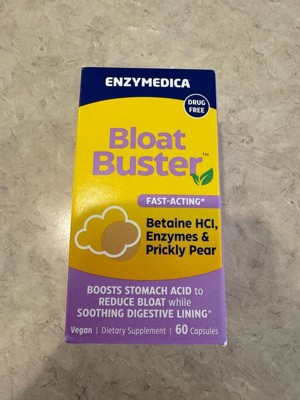 ENZYMEDICA
DRUG
FREE
Bloat
Buster™
FAST-ACTING*
Betaine HCl,
Enzymes &
Prickly Pear
BOOSTS STOMACH ACID to
REDUCE BLOAT while
SOOTHING DIGESTIVE LINING*
Vegan | Dietary Supplement | 60 Capsules